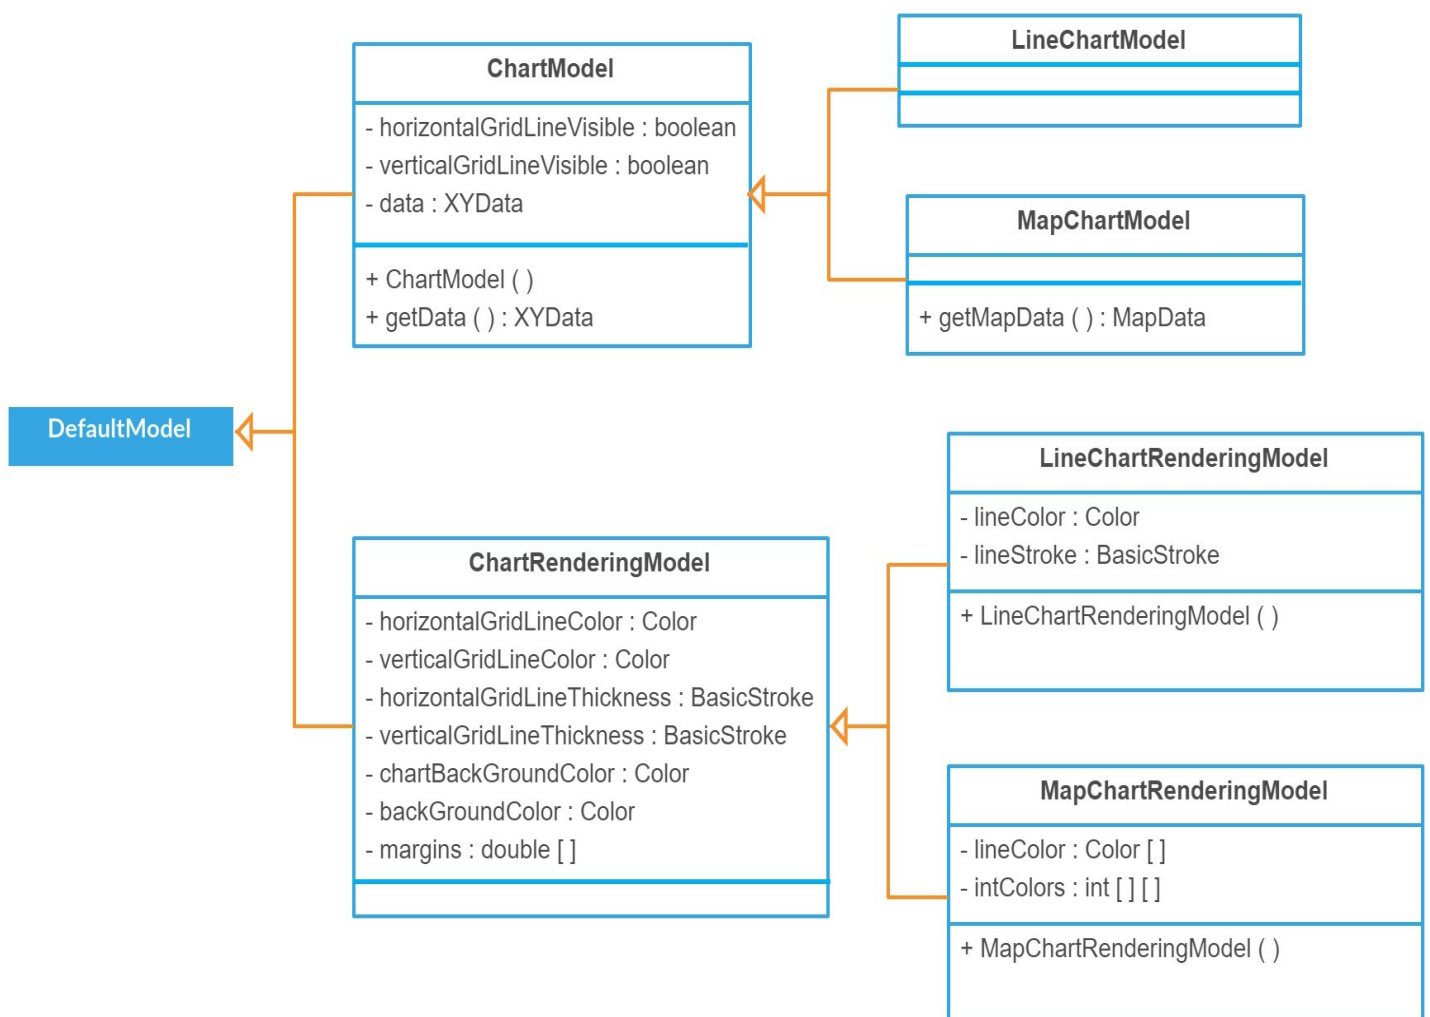 ChartModel
- horizontalGridLineVisible : boolean
- verticalGridLineVisible : boolean
- data : XYData
+ ChartModel ( )
+ getData ( ) : XYData
LineChartModel
MapChartModel
+ getMapData ( ) : MapData
DefaultModel
ChartRenderingModel
- horizontalGridLineColor : Color
- verticalGridLineColor : Color
- horizontalGridLineThickness : BasicStroke
- verticalGridLineThickness : BasicStroke
- chartBackGroundColor : Color
- backGroundColor : Color
- margins : double [ ]
LineChartRenderingModel
- lineColor : Color
- lineStroke : BasicStroke
+ LineChartRenderingModel ( )
MapChartRenderingModel
- lineColor : Color [ ]
- intColors : int [ ] [ ]
+ MapChartRenderingModel ( )